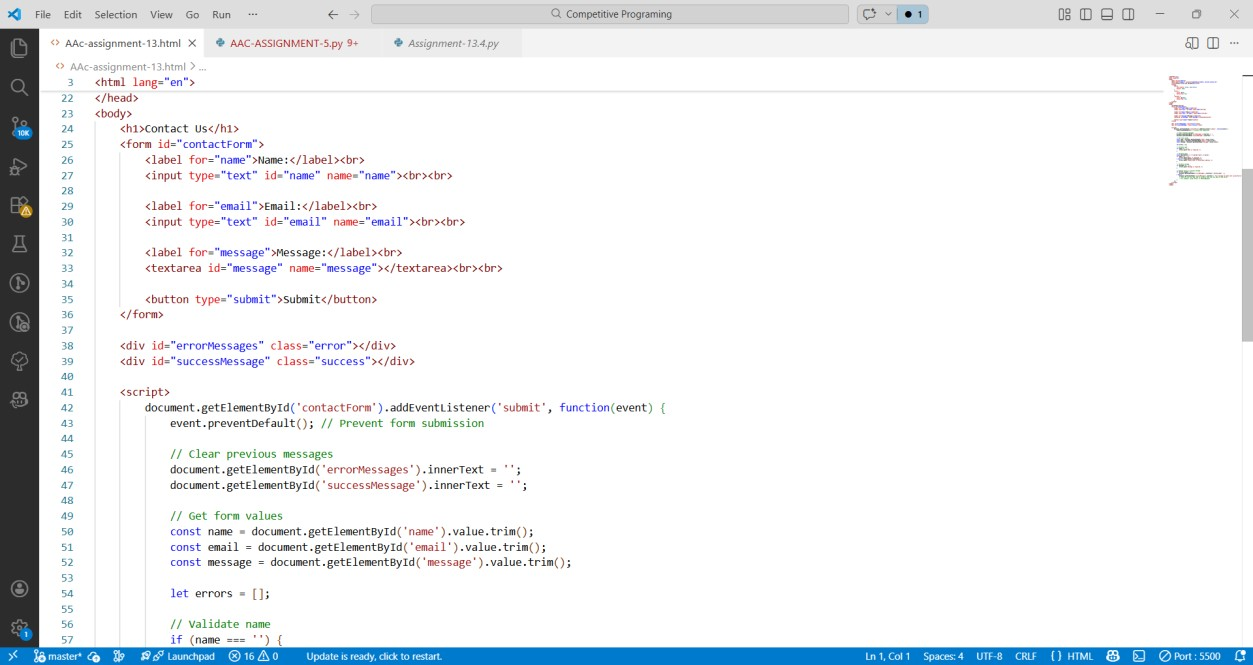 File Edit Selection View Go Run ··· Competitive Programing 1
AAc-assignment-13.html AAC-ASSIGNMENT-5.py 9+ Assignment-13.4.py
AAc-assignment-13.html > ...
3 <html lang="en">
22 </head>
23 <body>
24 <h1>Contact Us</h1>
25 <form id="contactForm">
26 <label for="name">Name:</label><br>
27 <input type="text" id="name" name="name"><br><br>
28
29 <label for="email">Email:</label><br>
30 <input type="text" id="email" name="email"><br><br>
31
32 <label for="message">Message:</label><br>
33 <textarea id="message" name="message"></textarea><br><br>
34
35 <button type="submit">Submit</button>
36 </form>
37
38 <div id="errorMessages" class="error"></div>
39 <div id="successMessage" class="success"></div>
40
41 <script>
42 document.getElementById('contactForm').addEventListener('submit', function(event) {
43 event.preventDefault(); // Prevent form submission
44
45 // Clear previous messages
46 document.getElementById('errorMessages').innerText = '';
47 document.getElementById('successMessage').innerText = '';
48
49 // Get form values
50 const name = document.getElementById('name').value.trim();
51 const email = document.getElementById('email').value.trim();
52 const message = document.getElementById('message').value.trim();
53
54 let errors = [];
55
56 // Validate name
57 if (name === '') {
10K
1
master* Launchpad 16 0 Update is ready, click to restart. Ln 1, Col 1 Spaces: 4 UTF-8 CRLF {} HTML Port : 5500